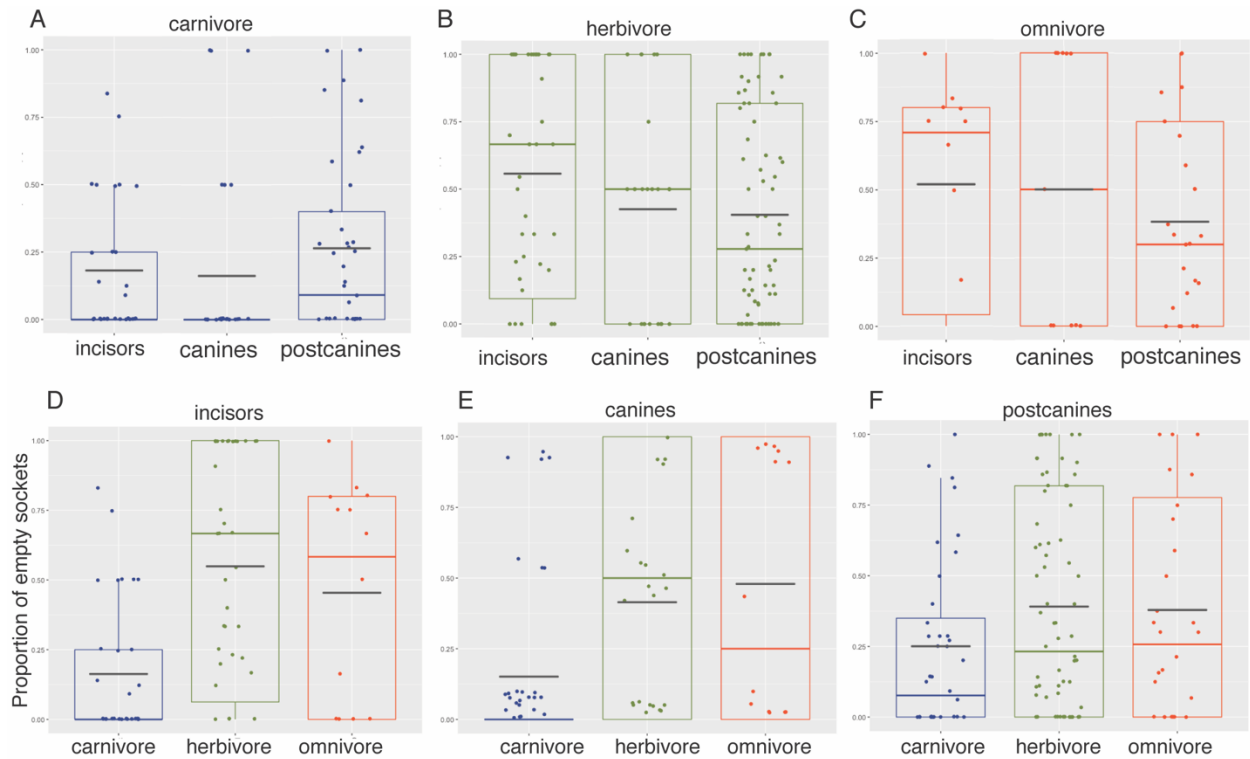 A
carnivore
1.00
0.75
0.50
0.25
0.00
incisors canines postcanines
B
herbivore
1.00
0.75
0.50
0.25
0.00
incisors canines postcanines
C
omnivore
1.00
0.75
0.50
0.25
0.00
incisors canines postcanines
Proportion of empty sockets
D
incisors
1.00
0.75
0.50
0.25
0.00
carnivore herbivore omnivore
E
canines
1.00
0.75
0.50
0.25
0.00
carnivore herbivore omnivore
F
postcanines
1.00
0.75
0.50
0.25
0.00
carnivore herbivore omnivore